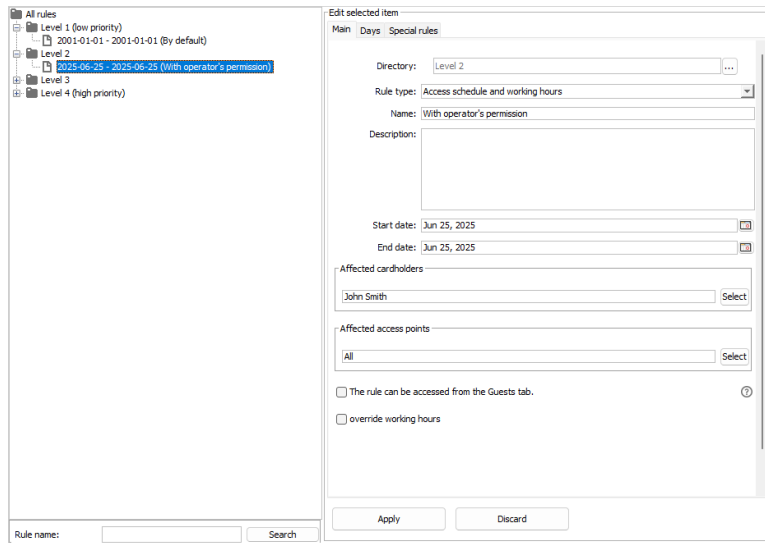 All rules
Level 1 (low priority)
2001-01-01 - 2001-01-01 (By default)
Level 2
2025-06-25 - 2025-06-25 (With operator's permission)
Level 3
Level 4 (high priority)
Rule name:
Search
Edit selected item
Main Days Special rules
Directory: Level 2 ...
Rule type: Access schedule and working hours
Name: With operator's permission
Description:
Start date: Jun 25, 2025
End date: Jun 25, 2025
Affected cardholders
John Smith Select
Affected access points
All Select
The rule can be accessed from the Guests tab. ?
override working hours
Apply Discard